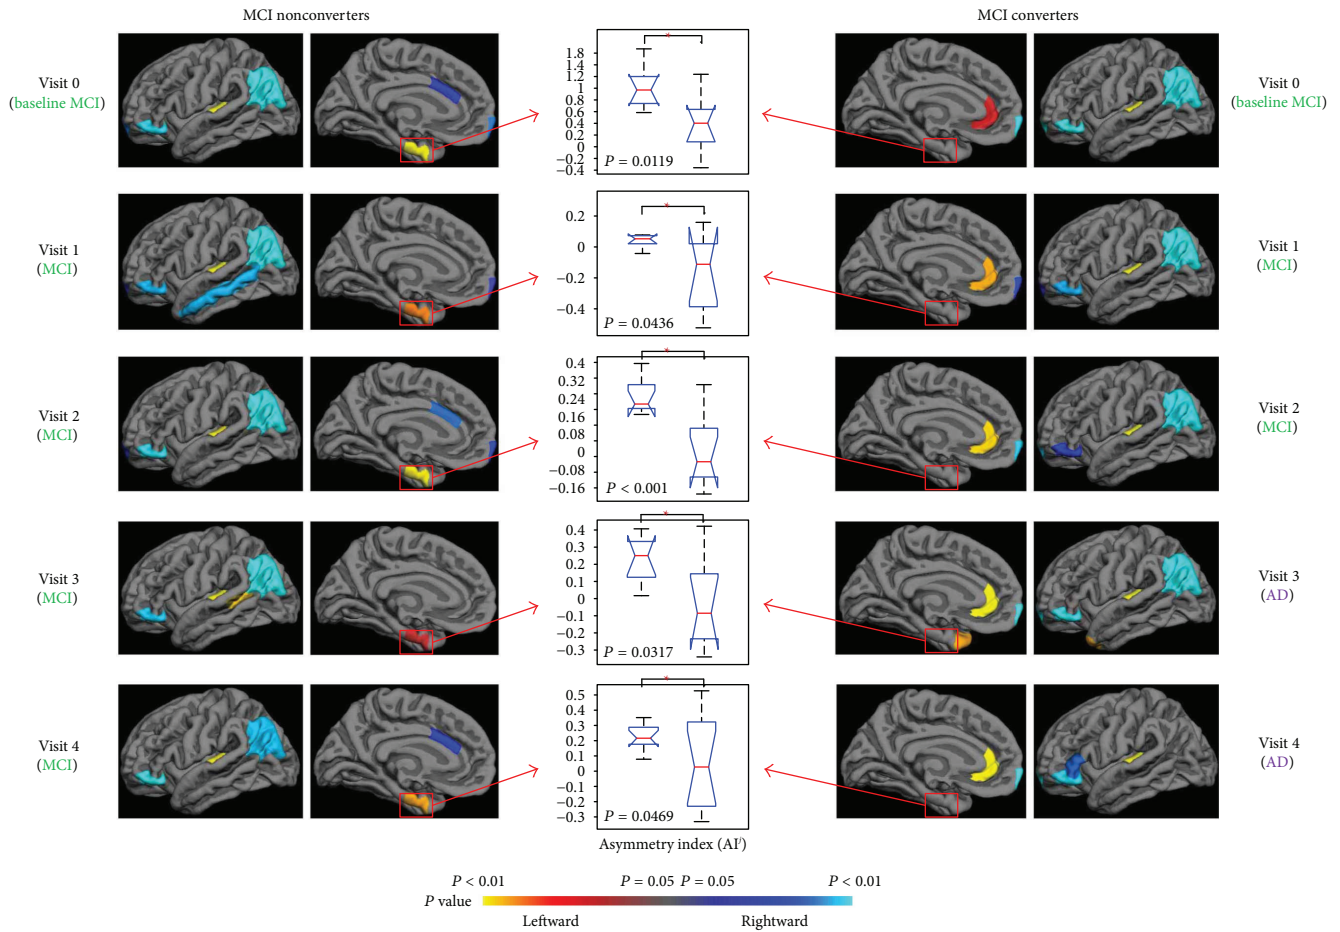 MCI nonconverters
MCI converters
Visit 0
(baseline MCI)
1.8
1.2
1
0.8
0.6
0.4
0.2
0
−0.2
−0.4
P = 0.0119
*
Visit 0
(baseline MCI)
Visit 1
(MCI)
0.2
0
−0.2
−0.4
P = 0.0436
*
Visit 1
(MCI)
Visit 2
(MCI)
0.4
0.32
0.24
0.16
0.08
0
−0.08
−0.16
P < 0.001
*
Visit 2
(MCI)
Visit 3
(MCI)
0.4
0.3
0.2
0.1
0
−0.1
−0.2
−0.3
P = 0.0317
*
Visit 3
(AD)
Visit 4
(MCI)
0.5
0.4
0.3
0.2
0.1
0
−0.1
−0.2
−0.3
P = 0.0469
*
Visit 4
(AD)
Asymmetry index (AIʲ)
P < 0.01 P = 0.05 P = 0.05 P < 0.01
P value
Leftward Rightward